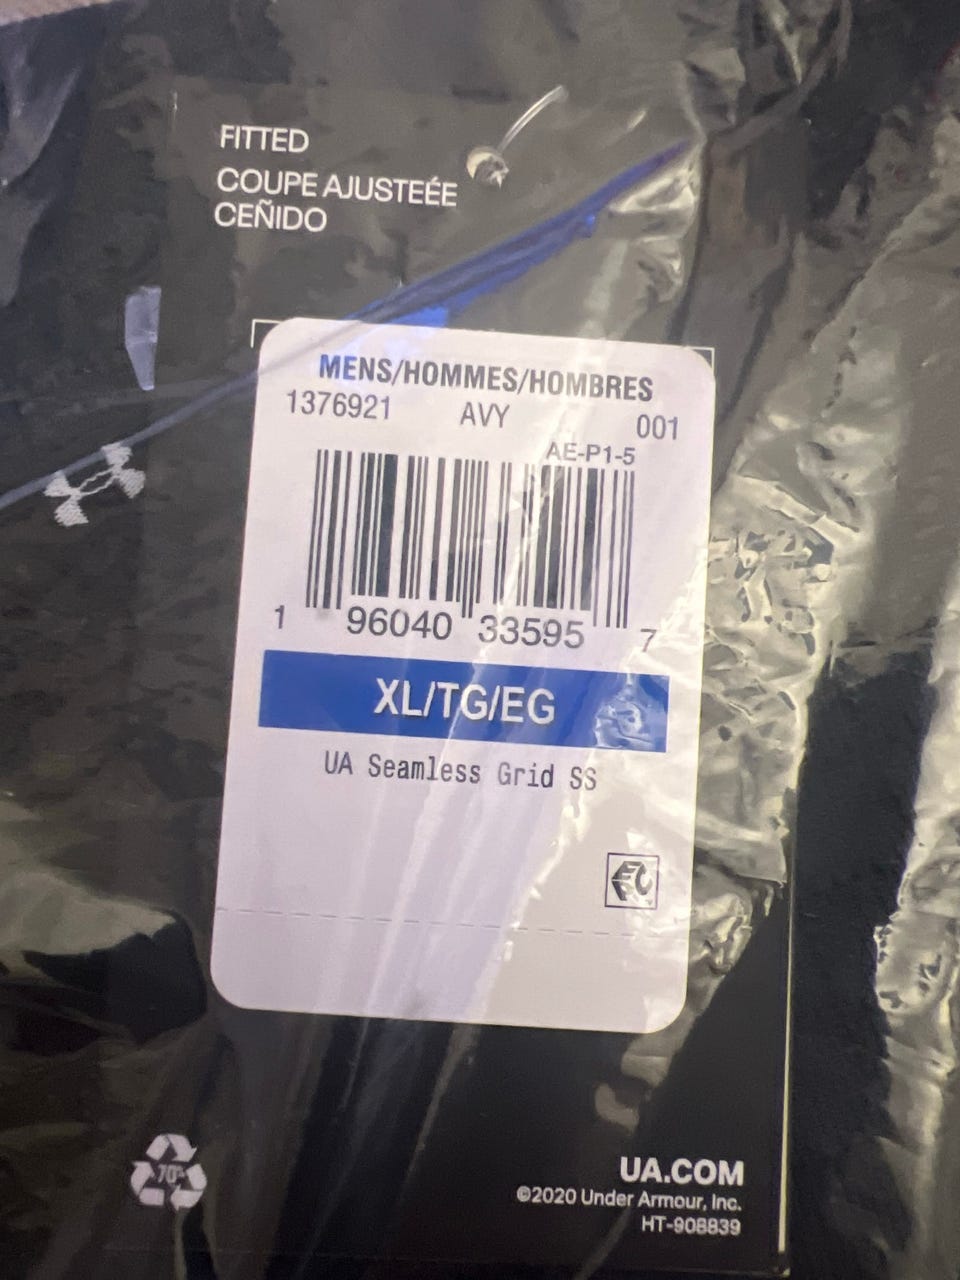 FITTED
COUPE AJUSTEÉE
CEÑIDO
MENS/HOMMES/HOMBRES
1376921 AVY 001
AE-P1-5
1 96040 33595 7
XL/TG/EG
UA Seamless Grid SS
70%
UA.COM
©2020 Under Armour, Inc.
HT-908839